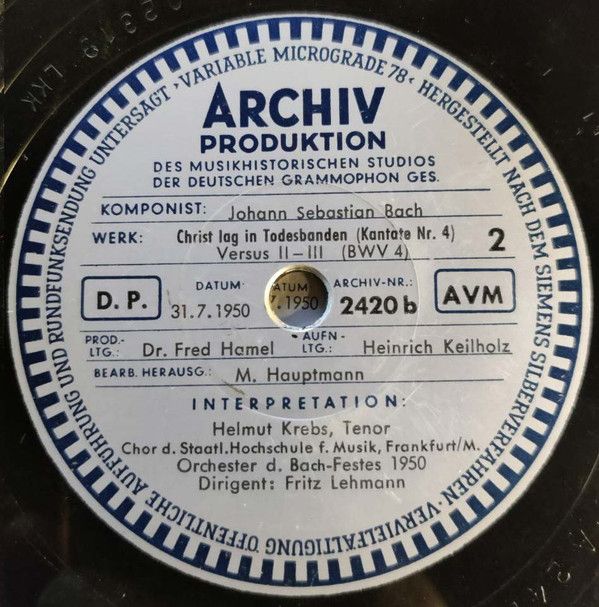 VARIABLE MICROGRADE 78 · HERGESTELLT NACH DEM SIEMENS SILBERVERFAHREN · VERVIELFÄLTIGUNG ÖFFENTLICHE AUFFÜHRUNG UND RUNDFUNKSENDUNG UNTERSAGT ·
ARCHIV
PRODUKTION
DES MUSIKHISTORISCHEN STUDIOS
DER DEUTSCHEN GRAMMOPHON GES.
KOMPONIST: Johann Sebastian Bach
WERK: Christ lag in Todesbanden (Kantate Nr. 4) 2
Versus II–III (BWV 4)
D. P. DATUM: ATUM ARCHIV-NR.: AVM
31.7.1950 7.1950 2420 b
PROD.- LTG.: Dr. Fred Hamel AUFN.- LTG.: Heinrich Keilholz
BEARB. HERAUSG.: M. Hauptmann
INTERPRETATION:
Helmut Krebs, Tenor
Chor d. Staatl. Hochschule f. Musik, Frankfurt/M.
Orchester d. Bach-Festes 1950
Dirigent: Fritz Lehmann